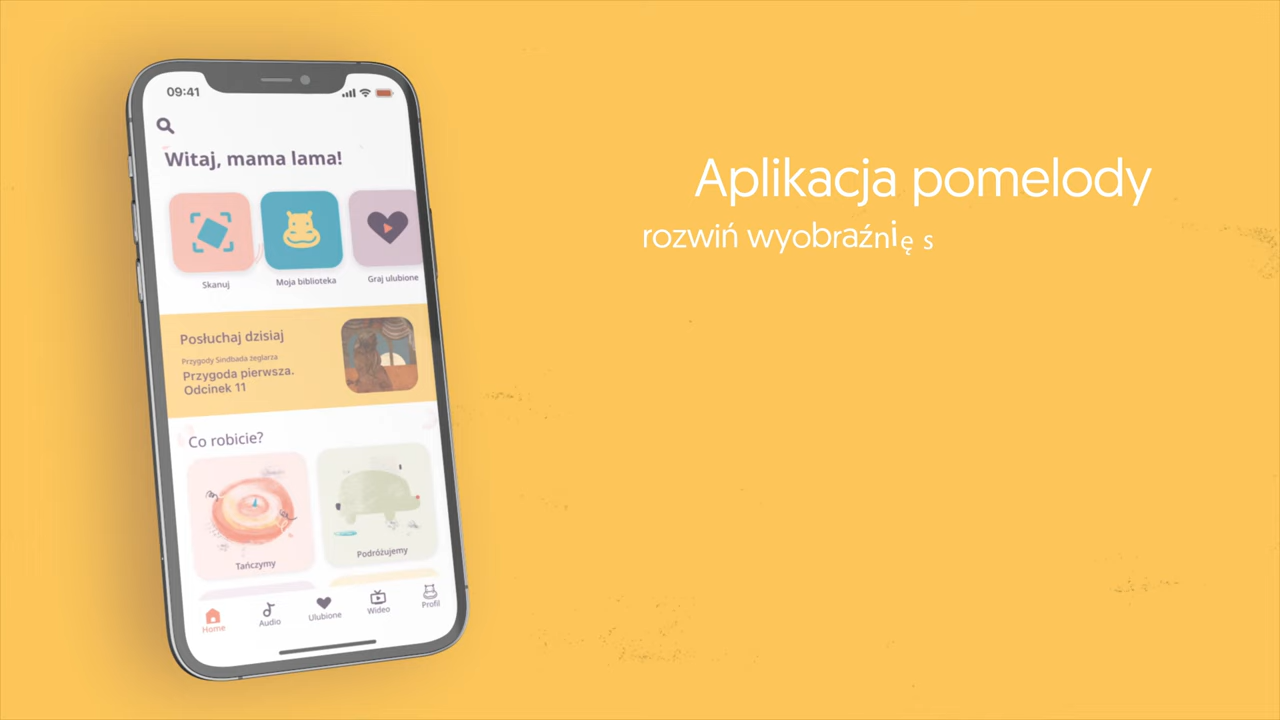 09:41
Witaj, mama lama!
Skanuj
Moja biblioteka
Graj ulubione
Posłuchaj dzisiaj
Przygody Sindbada żeglarza
Przygoda pierwsza.
Odcinek 11
Co robicie?
Tańczymy
Podróżujemy
Home
Audio
Ulubione
Wideo
Profil
Aplikacja pomelody
rozwiń wyobraźnię s